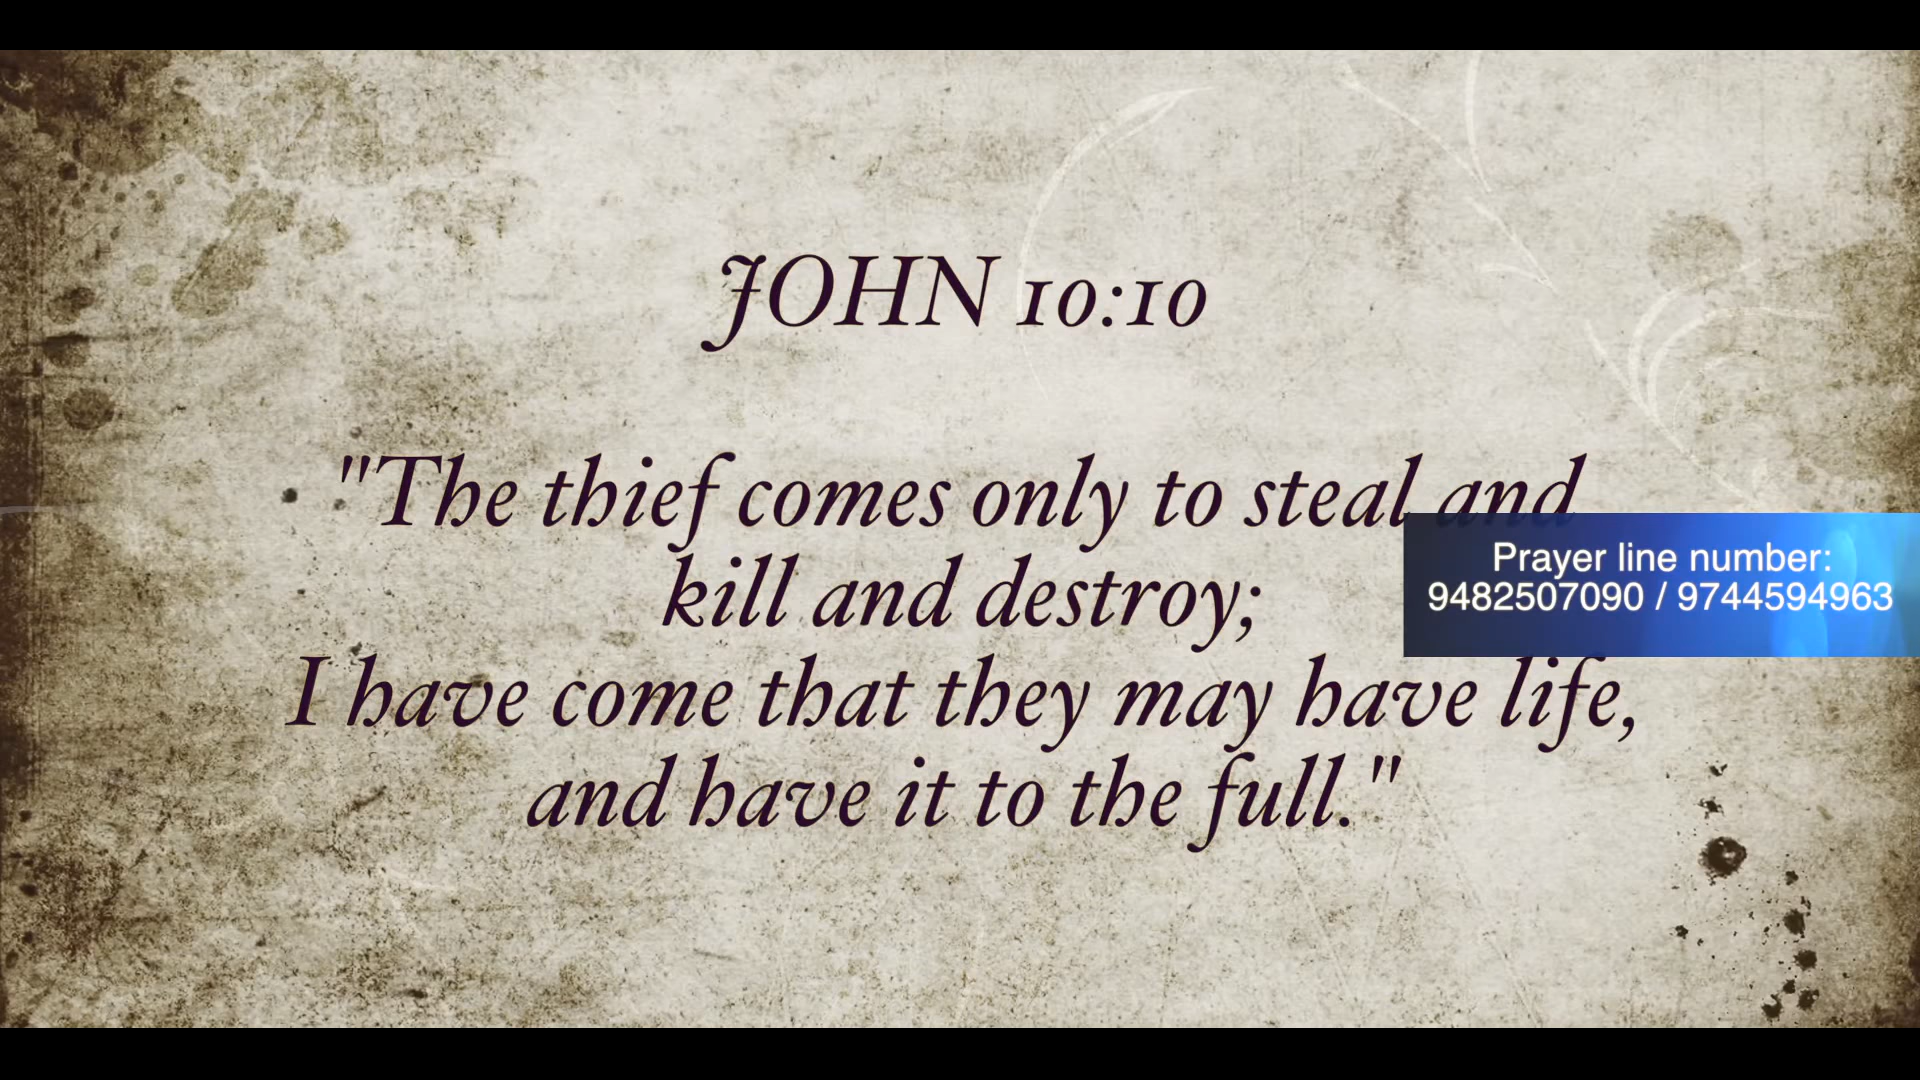 JOHN 10:10
"The thief comes only to steal and
kill and destroy;
I have come that they may have life,
and have it to the full."
Prayer line number:
9482507090 / 9744594963